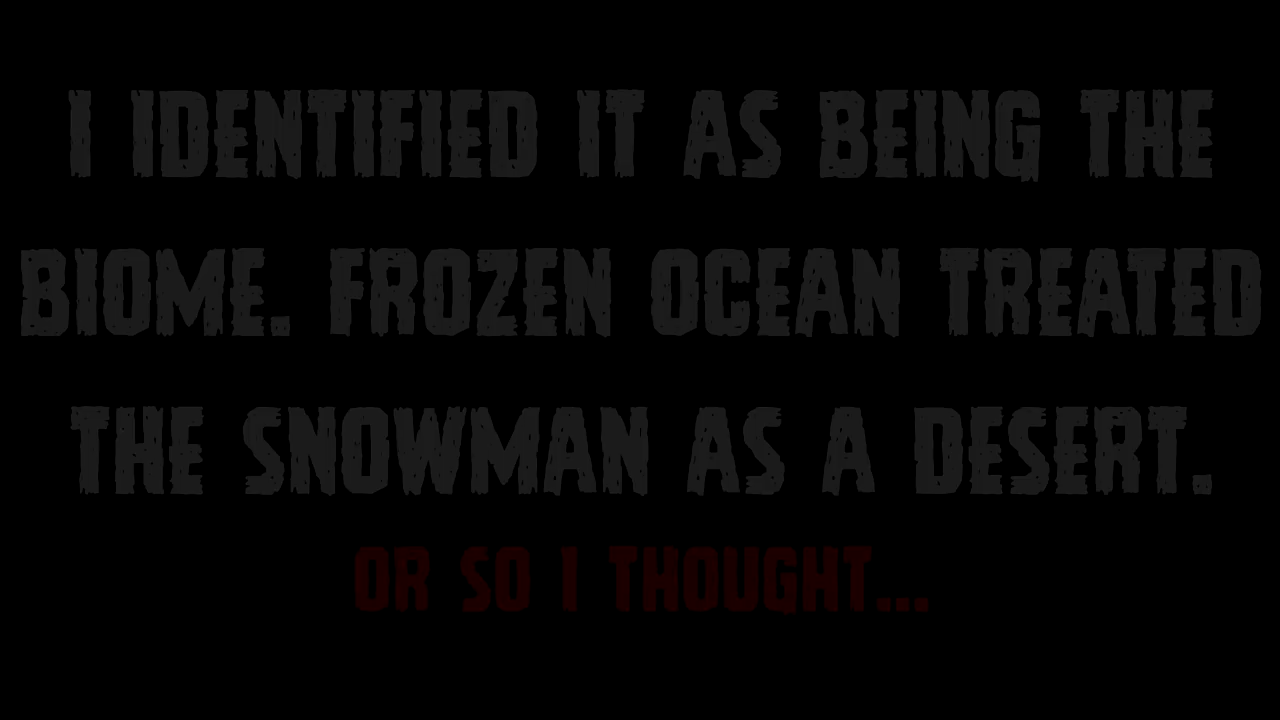 I IDENTIFIED IT AS BEING THE
BIOME. FROZEN OCEAN TREATED
THE SNOWMAN AS A DESERT.
OR SO I THOUGHT...